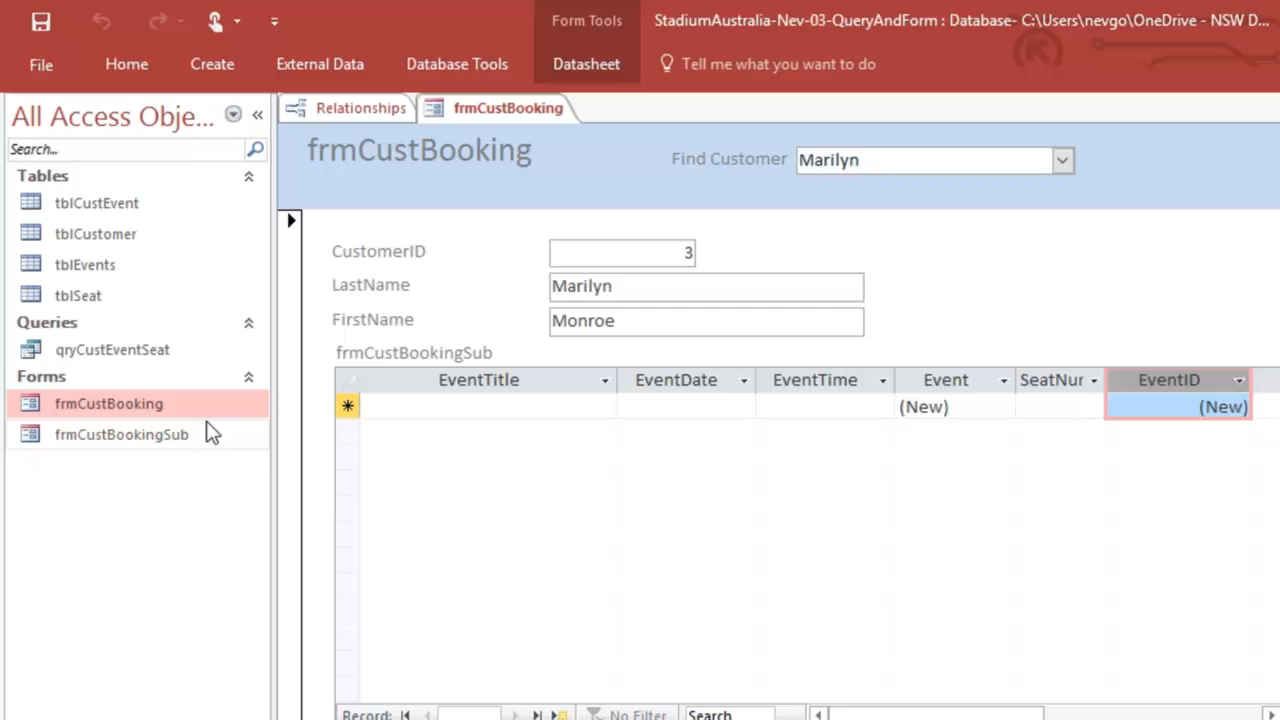 Form Tools
StadiumAustralia-Nev-03-QueryAndForm : Database- C:\Users\nevgo\OneDrive - NSW D...
File Home Create External Data Database Tools Datasheet Tell me what you want to do
All Access Obje... «
Relationships frmCustBooking
Search...
frmCustBooking
Find Customer Marilyn
Tables
tblCustEvent
tblCustomer
tblEvents
tblSeat
Queries
qryCustEventSeat
Forms
frmCustBooking
frmCustBookingSub
CustomerID 3
LastName Marilyn
FirstName Monroe
frmCustBookingSub
EventTitle EventDate EventTime Event SeatNur EventID
(New) (New)
Record: No Filter Search